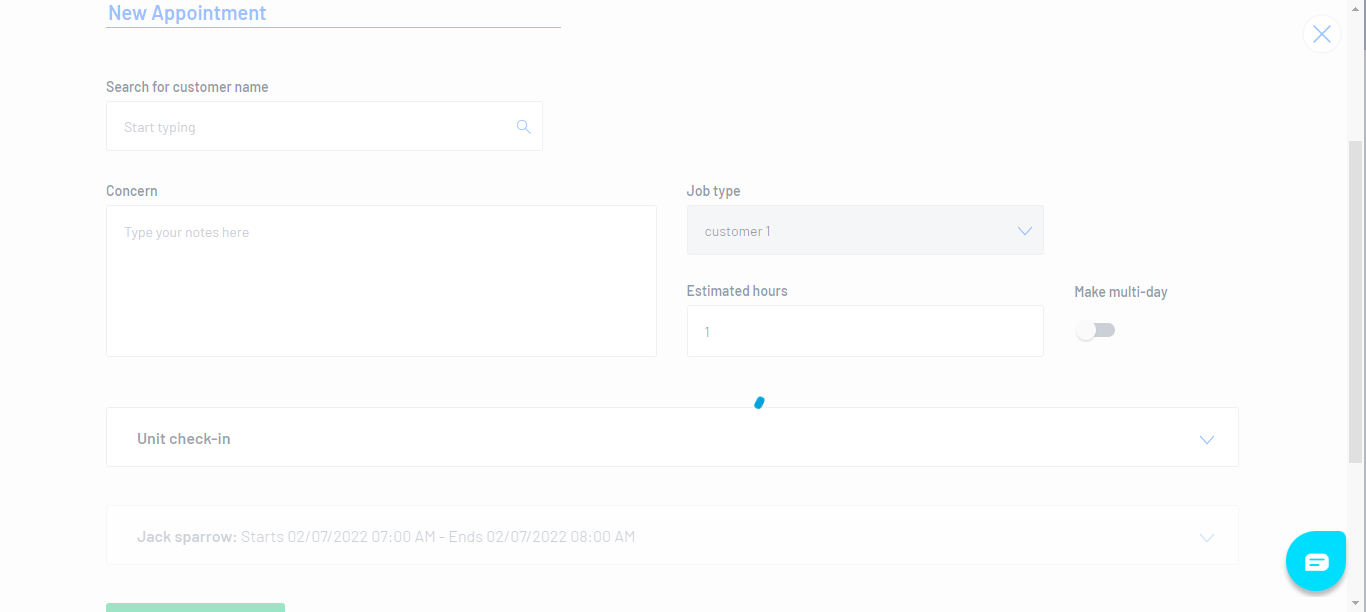 New Appointment
Search for customer name
Start typing
Concern
Job type
Type your notes here
customer 1
Estimated hours
Make multi-day
1
Unit check-in
Jack sparrow: Starts 02/07/2022 07:00 AM - Ends 02/07/2022 08:00 AM